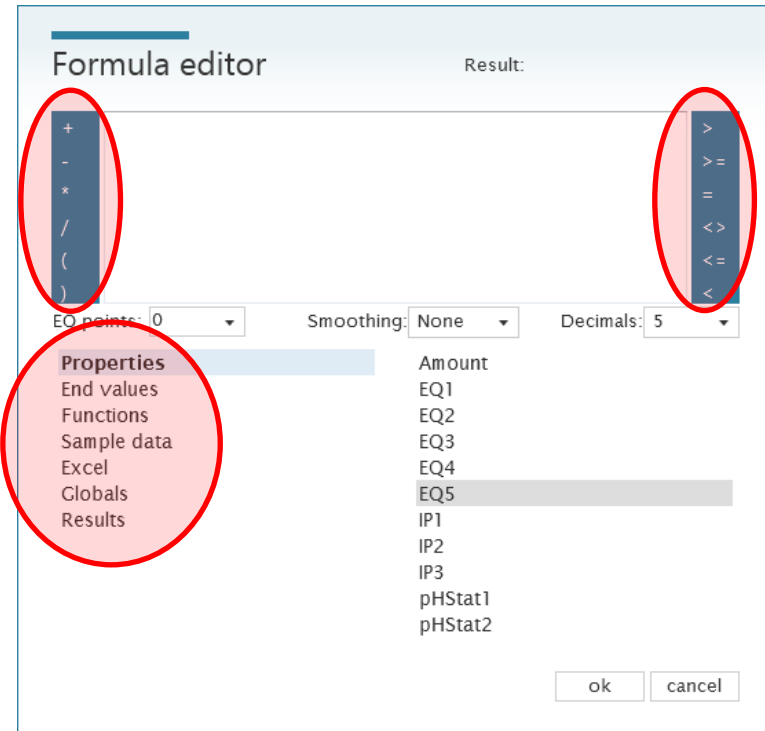 Formula editor
Result:
+
-
*
/
(
)
>
>=
=
<>
<=
<
EQ points: 0
Smoothing: None
Decimals: 5
Properties
End values
Functions
Sample data
Excel
Globals
Results
Amount
EQ1
EQ2
EQ3
EQ4
EQ5
IP1
IP2
IP3
pHStat1
pHStat2
ok
cancel